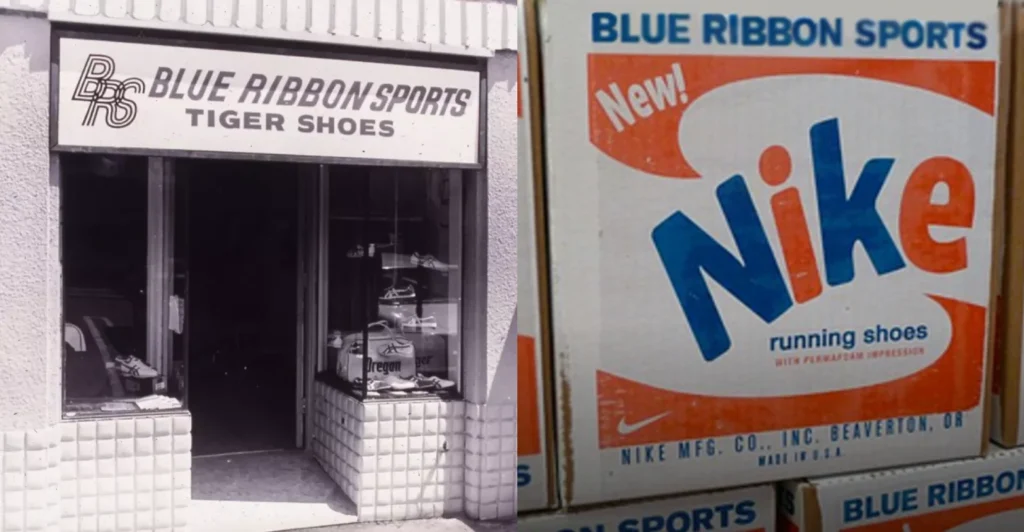 BRS BLUE RIBBON SPORTS
TIGER SHOES
Oregon
BLUE RIBBON SPORTS
New!
Nike
running shoes
WITH PERMAFOAM IMPRESSION
NIKE MFG. CO., INC. BEAVERTON, OR
MADE IN U.S.A.
SPORTS
BLUE RIBBON